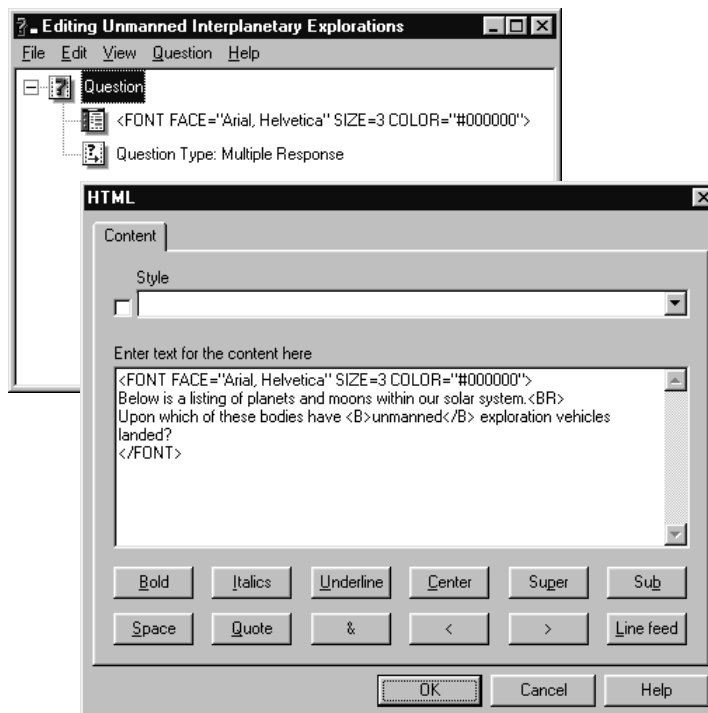 Editing Unmanned Interplanetary Explorations
File Edit View Question Help
Question
<FONT FACE="Arial, Helvetica" SIZE=3 COLOR="#000000">
Question Type: Multiple Response
HTML
Content
Style
Enter text for the content here
<FONT FACE="Arial, Helvetica" SIZE=3 COLOR="#000000">
Below is a listing of planets and moons within our solar system.<BR>
Upon which of these bodies have <B>unmanned</B> exploration vehicles
landed?
</FONT>
Bold Italics Underline Center Super Sub
Space Quote & < > Line feed
OK Cancel Help